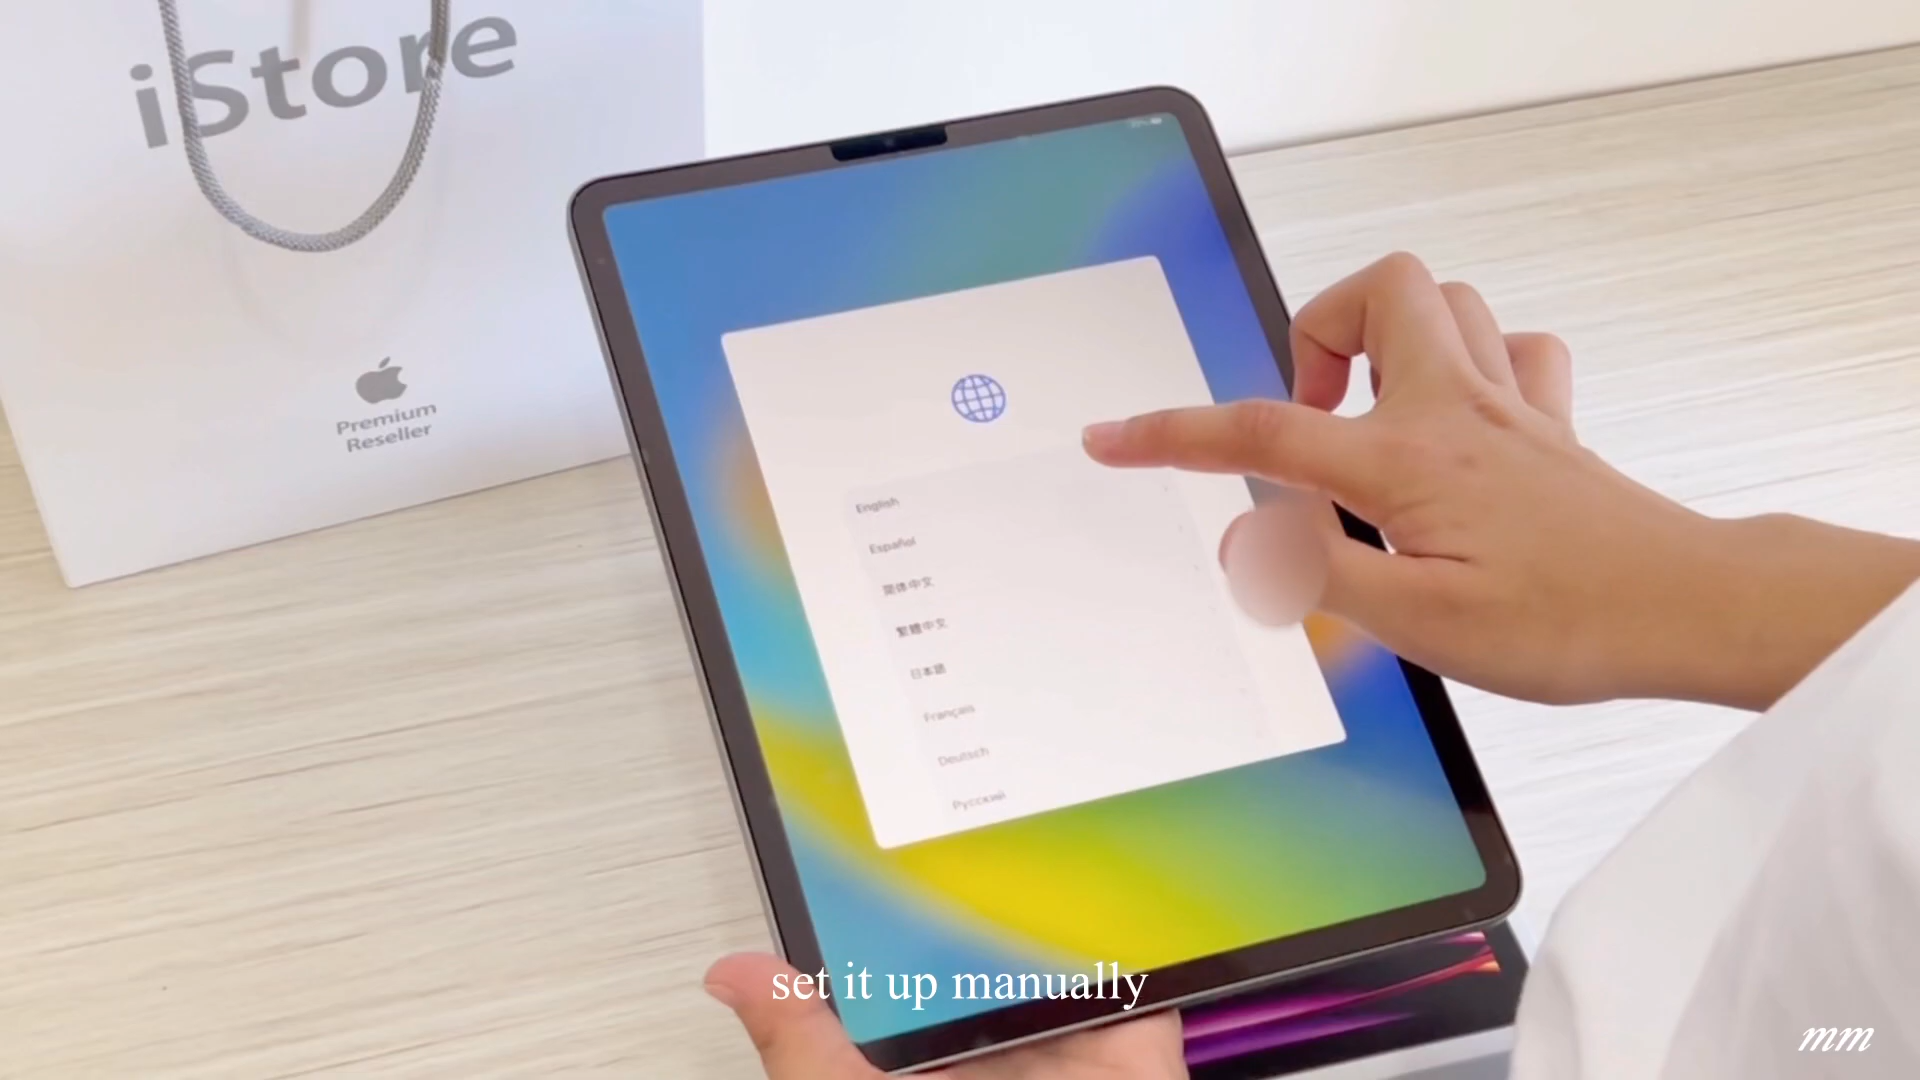 iStore
Premium
Reseller
English
Español
简体中文
繁體中文
日本語
Français
Deutsch
Русский
set it up manually
mm